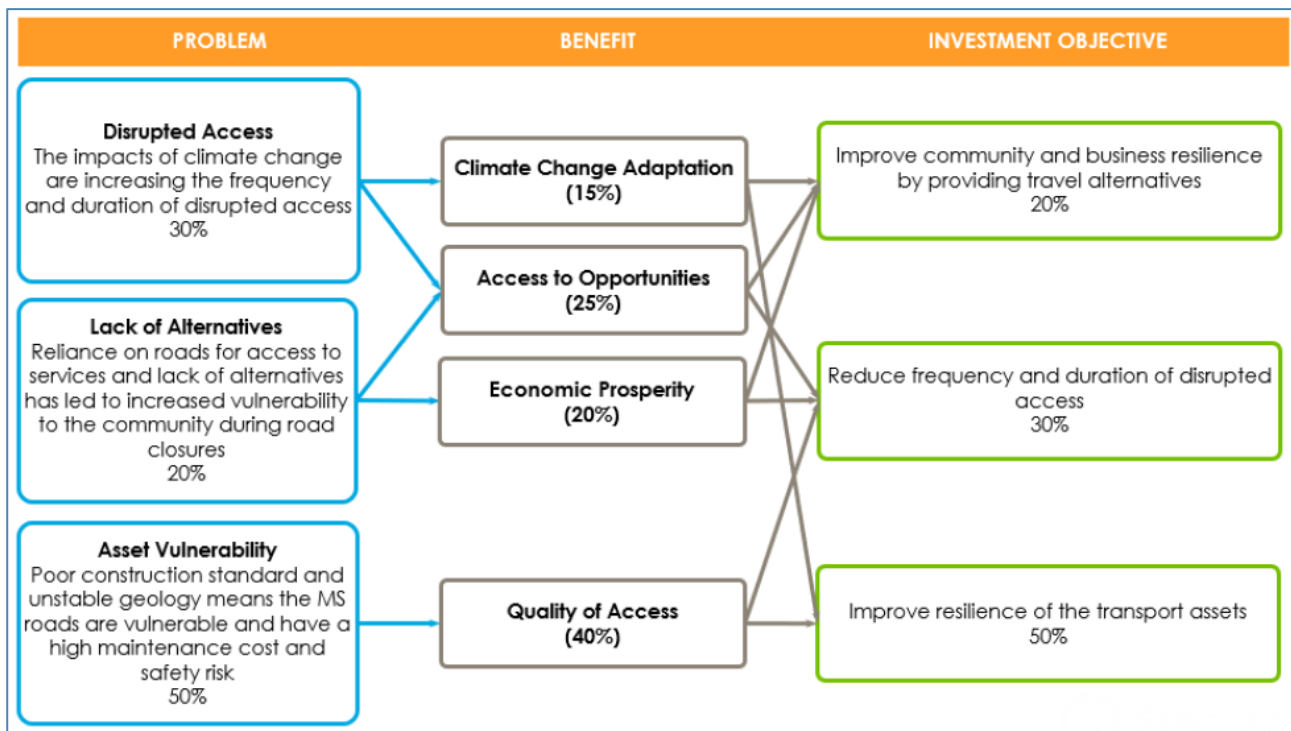 PROBLEM
BENEFIT
INVESTMENT OBJECTIVE
Disrupted Access
The impacts of climate change
are increasing the frequency
and duration of disrupted access
30%
Lack of Alternatives
Reliance on roads for access to
services and lack of alternatives
has led to increased vulnerability
to the community during road
closures
20%
Asset Vulnerability
Poor construction standard and
unstable geology means the MS
roads are vulnerable and have a
high maintenance cost and
safety risk
50%
Climate Change Adaptation
(15%)
Access to Opportunities
(25%)
Economic Prosperity
(20%)
Quality of Access
(40%)
Improve community and business resilience
by providing travel alternatives
20%
Reduce frequency and duration of disrupted
access
30%
Improve resilience of the transport assets
50%